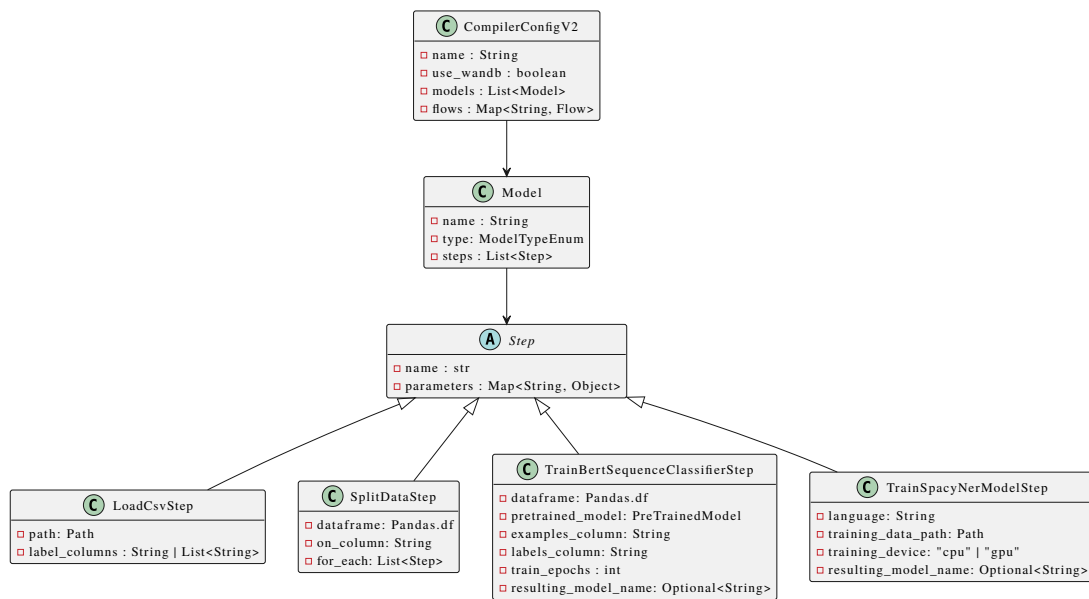 C CompilerConfigV2
name : String
use_wandb : boolean
models : List<Model>
flows : Map<String, Flow>
C Model
name : String
type: ModelTypeEnum
steps : List<Step>
A Step
name : str
parameters : Map<String, Object>
C LoadCsvStep
path: Path
label_columns : String | List<String>
C SplitDataStep
dataframe: Pandas.df
on_column: String
for_each: List<Step>
C TrainBertSequenceClassifierStep
dataframe: Pandas.df
pretrained_model: PreTrainedModel
examples_column: String
labels_column: String
train_epochs : int
resulting_model_name: Optional<String>
C TrainSpacyNerModelStep
language: String
training_data_path: Path
training_device: "cpu" | "gpu"
resulting_model_name: Optional<String>